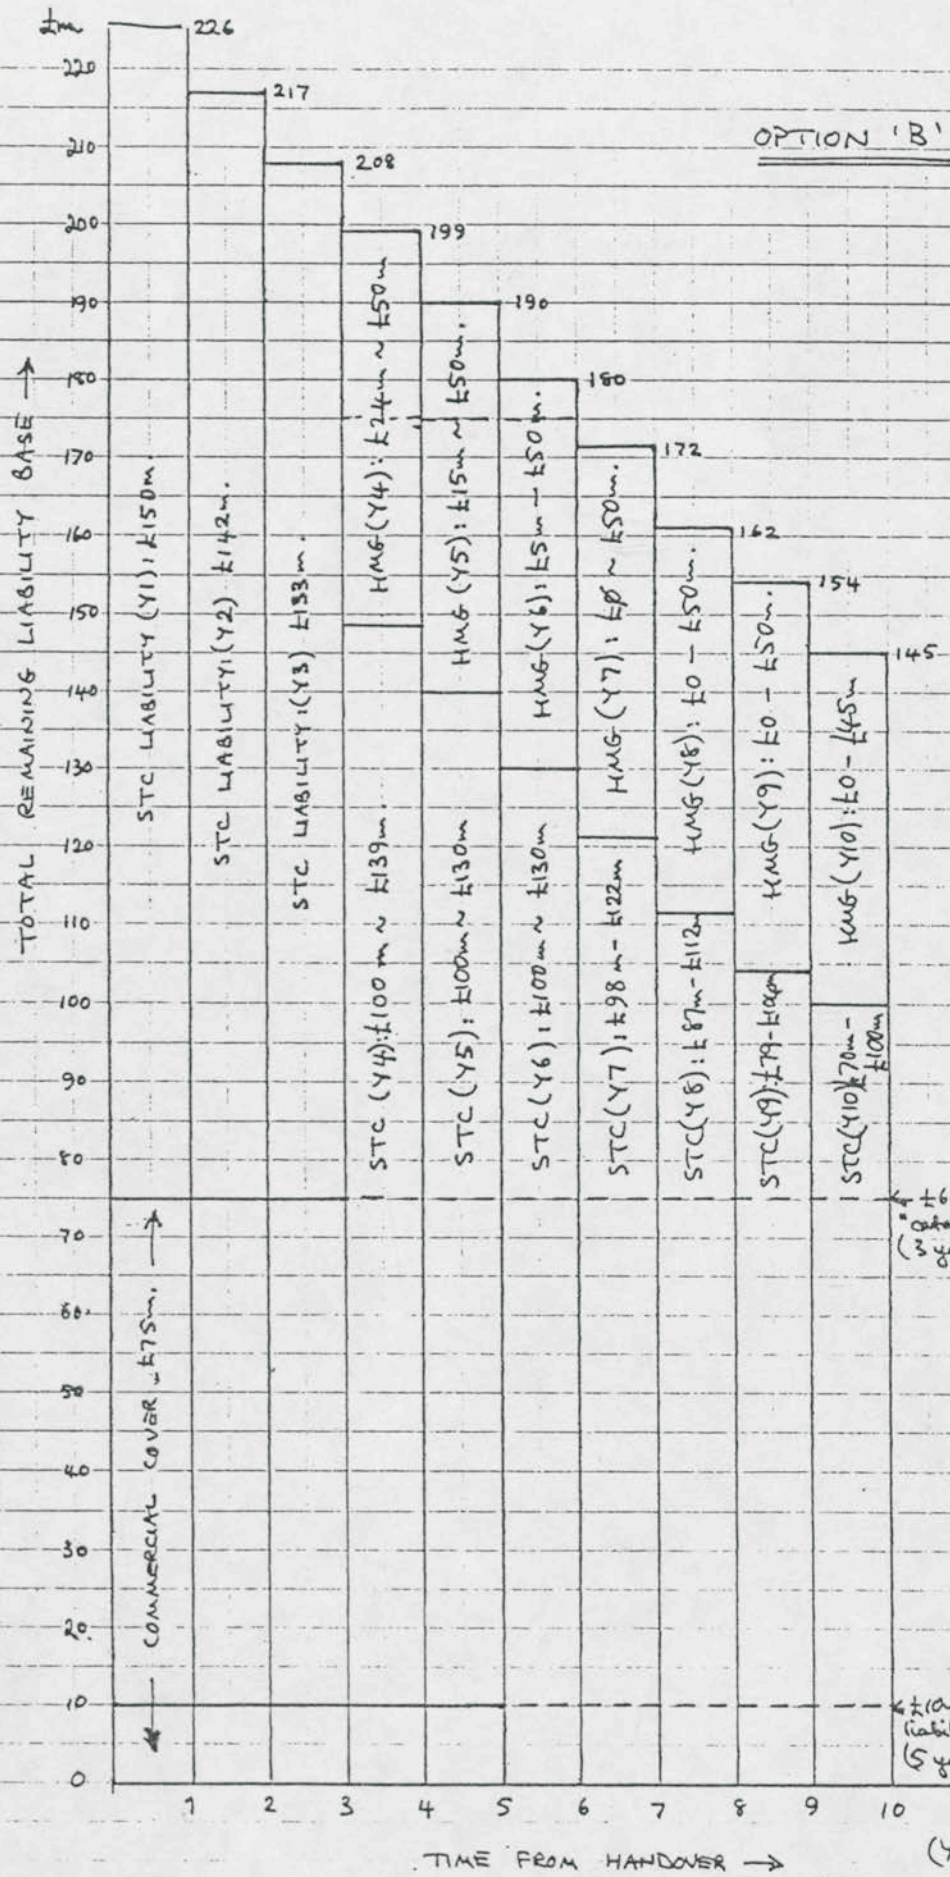 £m
226
220
217
210
OPTION 'B'
208
200
199
190
190
180
180
172
170
162
160
154
150
145
140
130
120
110
100
90
80
70
60
50
40
30
20
10
0
TOTAL REMAINING LIABILITY BASE →
STC LIABILITY (Y1): £150m.
STC LIABILITY: (Y2) £142m.
STC LIABILITY: (Y3) £133m.
HMG (Y4): £24m ~ £50m
STC (Y4): £100m ~ £139m.
HMG (Y5): £15m ~ £50m.
STC (Y5): £100m ~ £130m
HMG (Y6): £5m - £50m.
STC (Y6): £100m ~ £130m
HMG (Y7): £0 ~ £50m.
STC (Y7): £98m - £122m
HMG (Y8): £0 - £50m.
STC (Y8): £87m - £112m
HMG (Y9): £0 - £50m.
STC (Y9): £79 - £104m
HMG (Y10): £0 - £45m
STC (Y10) £70m -
£100m
← COMMERCIAL COVER £75m. →
£6
(3 y
£10
liabil
(5 y
1 2 3 4 5 6 7 8 9 10
TIME FROM HANDOVER →
(Y